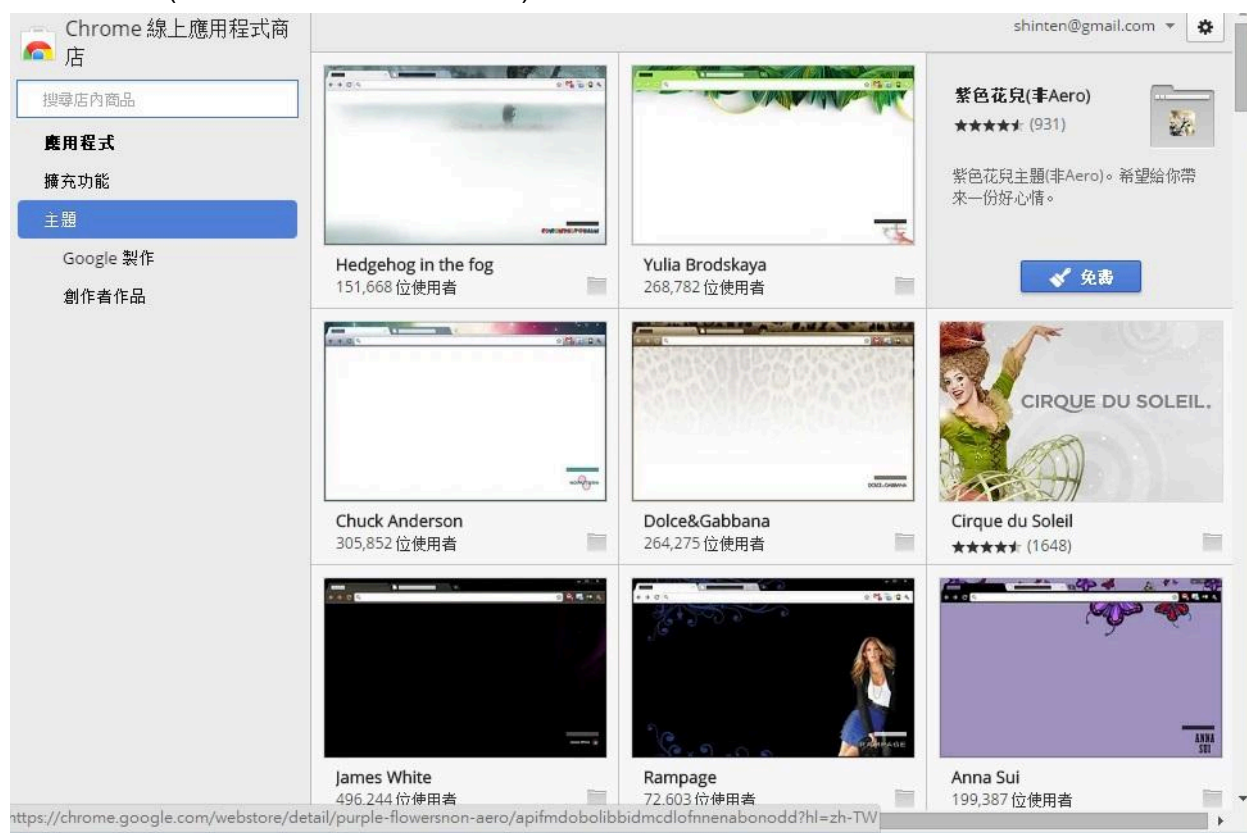 Chrome 線上應用程式商
店
shinten@gmail.com
搜尋店內商品
應用程式
擴充功能
主題
Google 製作
創作者作品
Hedgehog in the fog
151,668 位使用者
Yulia Brodskaya
268,782 位使用者
紫色花兒(非Aero)
(931)
紫色花兒主題(非Aero)。希望給你帶
來一份好心情。
免費
Chuck Anderson
305,852 位使用者
DOLCE&GABBANA
Dolce&Gabbana
264,275 位使用者
CIRQUE DU SOLEIL.
Cirque du Soleil
(1648)
James White
496,244 位使用者
RAMPAGE
Rampage
72,603 位使用者
ANNA
SUI
Anna Sui
199,387 位使用者
https://chrome.google.com/webstore/detail/purple-flowersnon-aero/apifmdobolibbidmcdlofnnenabonodd?hl=zh-TW